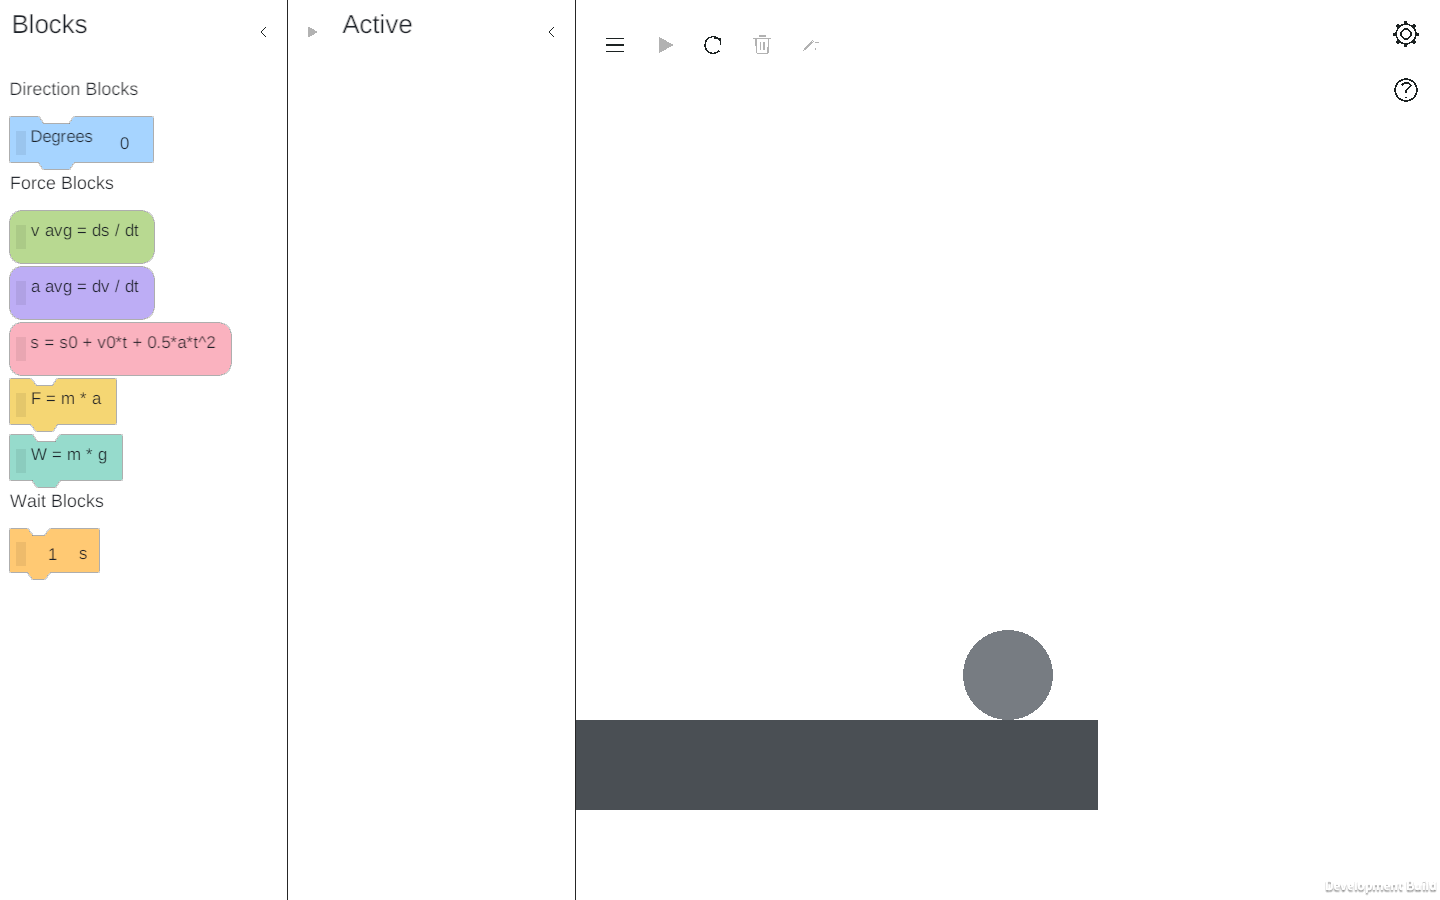 Blocks
Active
Direction Blocks
Degrees 0
Force Blocks
v avg = ds / dt
a avg = dv / dt
s = s0 + v0*t + 0.5*a*t^2
F = m * a
W = m * g
Wait Blocks
1 s
Development Build